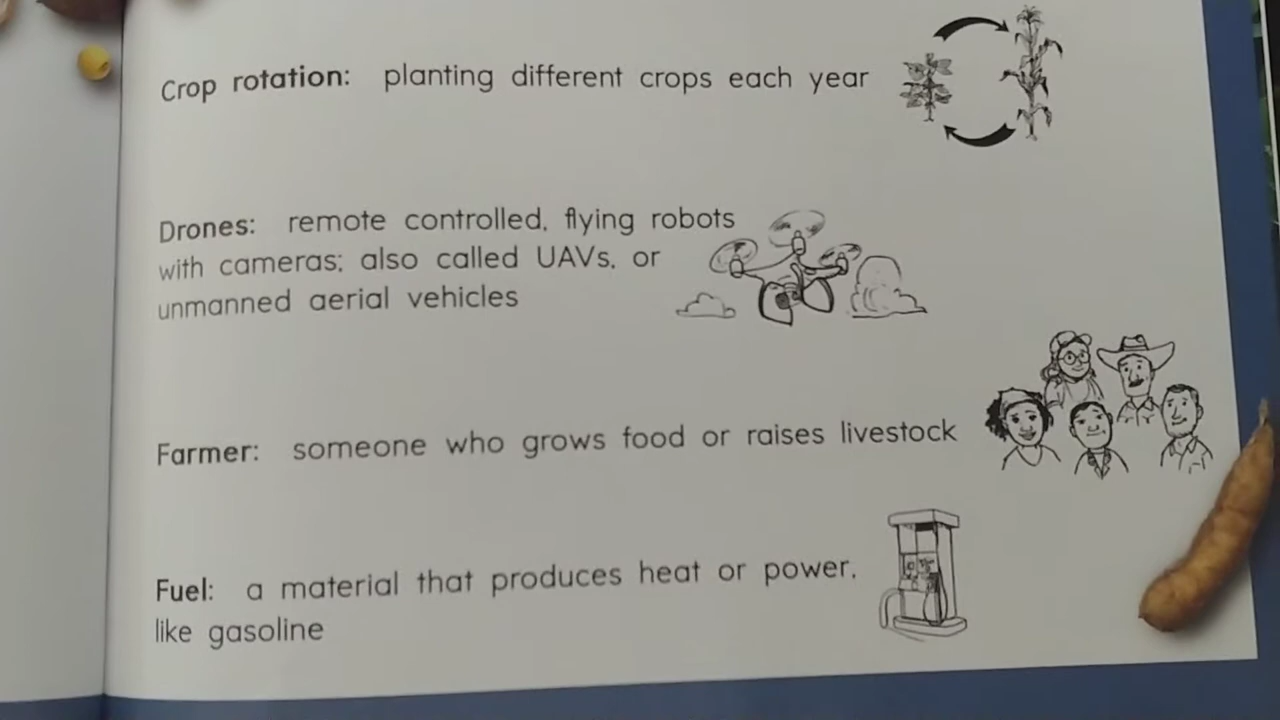 Crop rotation: planting different crops each year
Drones: remote controlled, flying robots
with cameras; also called UAVs, or
unmanned aerial vehicles
Farmer: someone who grows food or raises livestock
Fuel: a material that produces heat or power,
like gasoline